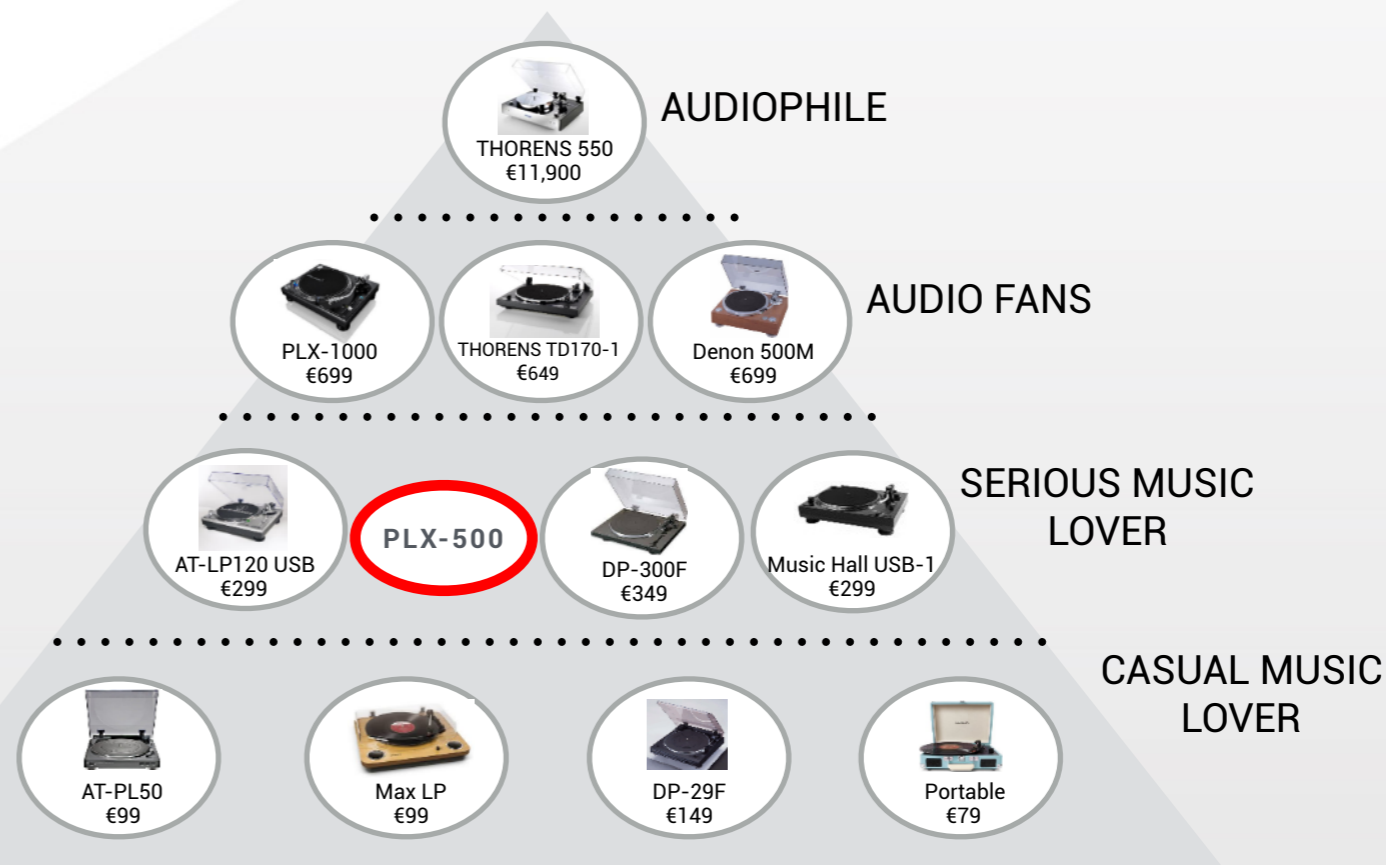 AUDIOPHILE
THORENS 550
€11,900
AUDIO FANS
PLX-1000
€699
THORENS TD170-1
€649
Denon 500M
€699
SERIOUS MUSIC
LOVER
AT-LP120 USB
€299
PLX-500
DP-300F
€349
Music Hall USB-1
€299
CASUAL MUSIC
LOVER
AT-PL50
€99
Max LP
€99
DP-29F
€149
Portable
€79